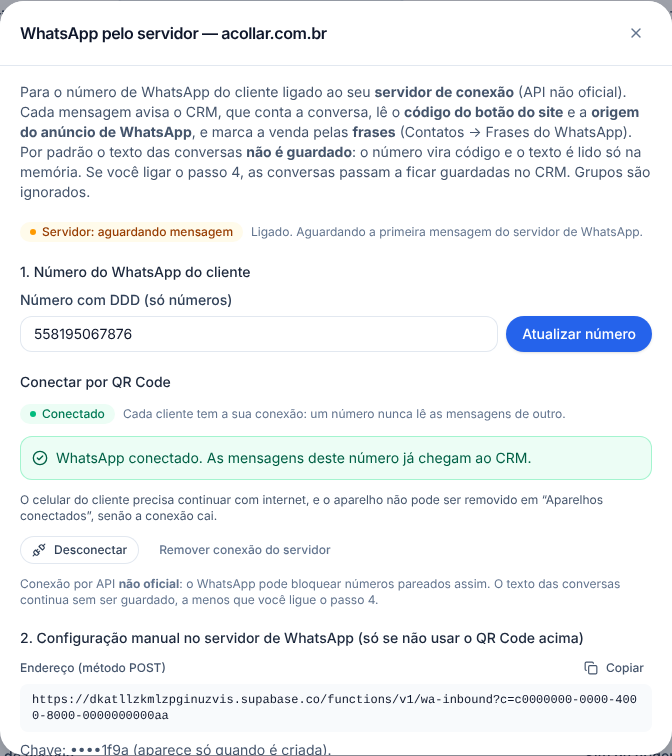 WhatsApp pelo servidor — acollar.com.br
Para o número de WhatsApp do cliente ligado ao seu servidor de conexão (API não oficial).
Cada mensagem avisa o CRM, que conta a conversa, lê o código do botão do site e a origem
do anúncio de WhatsApp, e marca a venda pelas frases (Contatos → Frases do WhatsApp).
Por padrão o texto das conversas não é guardado: o número vira código e o texto é lido só na
memória. Se você ligar o passo 4, as conversas passam a ficar guardadas no CRM. Grupos são
ignorados.
Servidor: aguardando mensagem Ligado. Aguardando a primeira mensagem do servidor de WhatsApp.
1. Número do WhatsApp do cliente
Número com DDD (só números)
558195067876 Atualizar número
Conectar por QR Code
Conectado Cada cliente tem a sua conexão: um número nunca lê as mensagens de outro.
WhatsApp conectado. As mensagens deste número já chegam ao CRM.
O celular do cliente precisa continuar com internet, e o aparelho não pode ser removido em “Aparelhos
conectados”, senão a conexão cai.
Desconectar Remover conexão do servidor
Conexão por API não oficial: o WhatsApp pode bloquear números pareados assim. O texto das conversas
continua sem ser guardado, a menos que você ligue o passo 4.
2. Configuração manual no servidor de WhatsApp (só se não usar o QR Code acima)
Endereço (método POST) Copiar
https://dkatllzkmlzpginuzvis.supabase.co/functions/v1/wa-inbound?c=c0000000-0000-400
0-8000-0000000000aa
Chave: ••••1f9a (aparece só quando é criada).